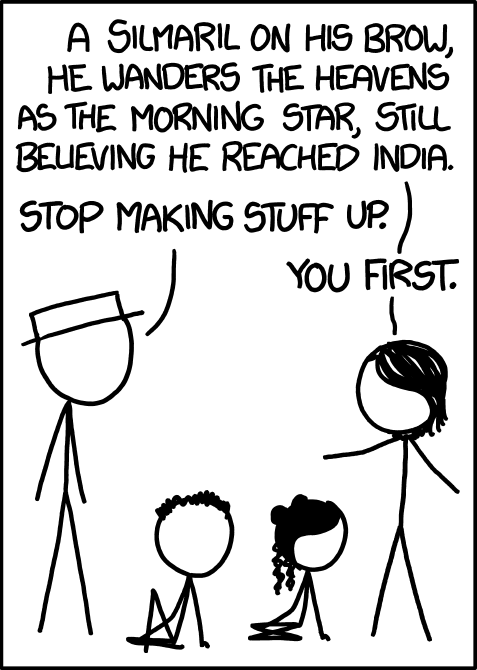 A SILMARIL ON HIS BROW,
HE WANDERS THE HEAVENS
AS THE MORNING STAR, STILL
BELIEVING HE REACHED INDIA.
STOP MAKING STUFF UP.
YOU FIRST.